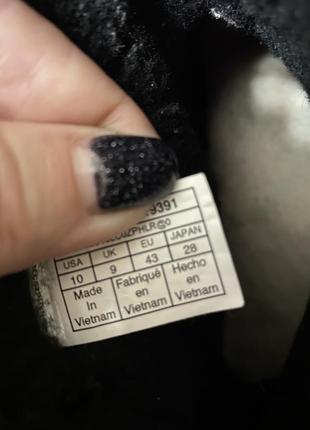 9391
USA UK EU JAPAN
10 9 43 28
Made In Vietnam
Fabriqué en Vietnam
Hecho en Vietnam